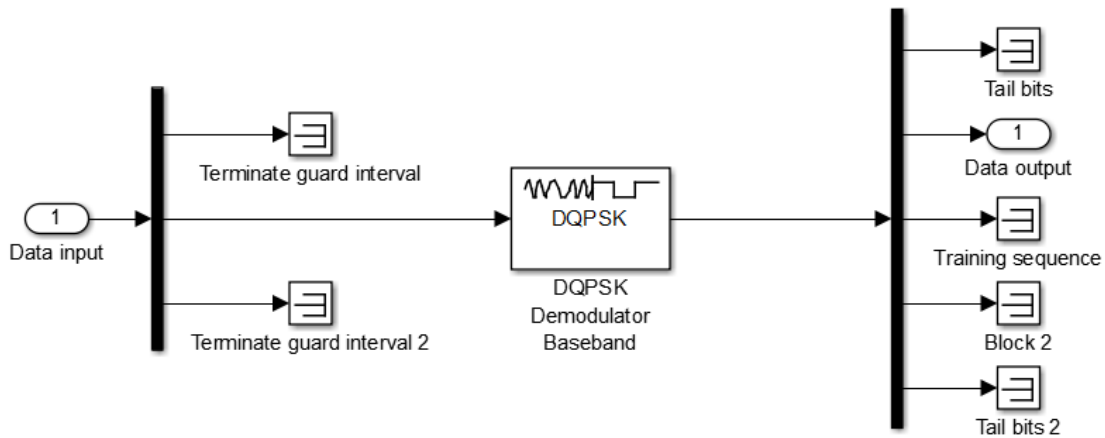 1
Data input
Terminate guard interval
Terminate guard interval 2
DQPSK
DQPSK
Demodulator
Baseband
Tail bits
1
Data output
Training sequence
Block 2
Tail bits 2